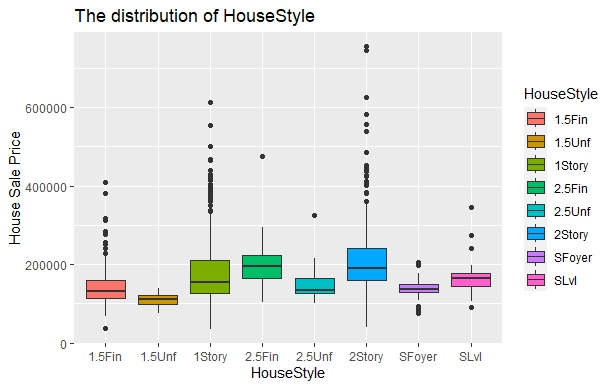 The distribution of HouseStyle
House Sale Price
600000
400000
200000
0
1.5Fin
1.5Unf
1Story
2.5Fin
2.5Unf
2Story
SFoyer
SLvl
HouseStyle
HouseStyle
1.5Fin
1.5Unf
1Story
2.5Fin
2.5Unf
2Story
SFoyer
SLvl